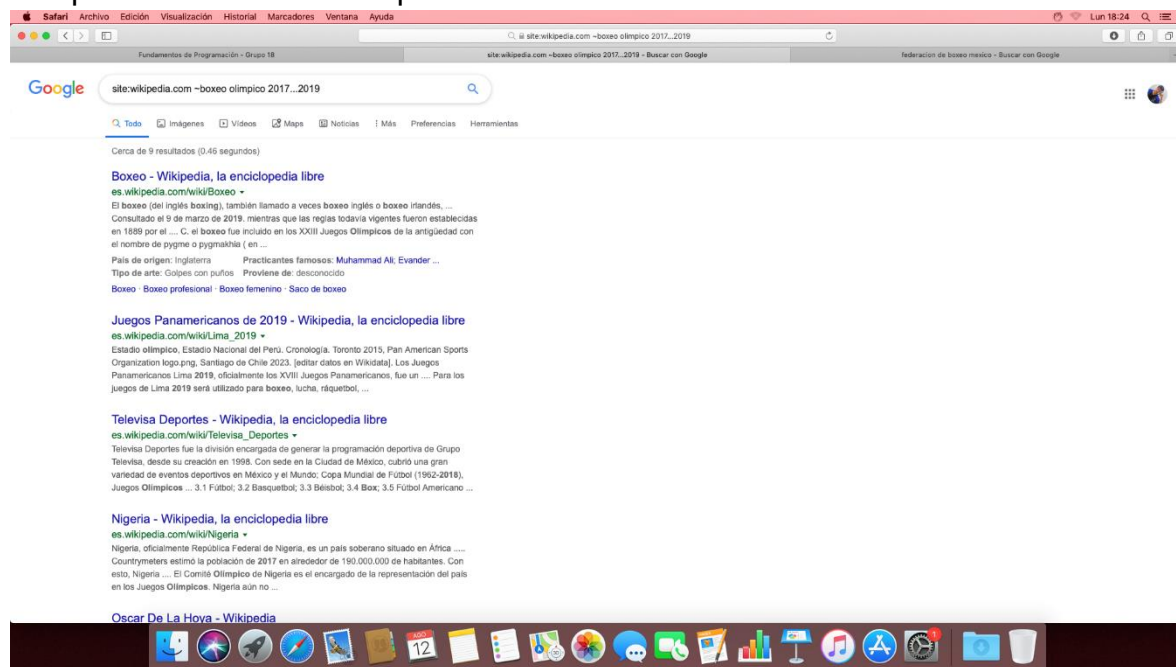 Safari Archivo Edición Visualización Historial Marcadores Ventana Ayuda
Lun 18:24
site:wikipedia.com ~boxeo olimpico 2017...2019
Fundamentos de Programación - Grupo 18
site:wikipedia.com ~boxeo olimpico 2017...2019 - Buscar con Google
federacion de boxeo mexico - Buscar con Google
Google
site:wikipedia.com ~boxeo olimpico 2017...2019
Todo Imágenes Vídeos Maps Noticias Más Preferencias Herramientas
Cerca de 9 resultados (0.46 segundos)
Boxeo - Wikipedia, la enciclopedia libre
es.wikipedia.com/wiki/Boxeo
El boxeo (del inglés boxing), también llamado a veces boxeo inglés o boxeo irlandés, ...
Consultado el 9 de marzo de 2019. mientras que las reglas todavía vigentes fueron establecidas
en 1889 por el .... C. el boxeo fue incluido en los XXIII Juegos Olímpicos de la antigüedad con
el nombre de pygme o pygmakhia ( en ...
País de origen: Inglaterra Practicantes famosos: Muhammad Ali; Evander ...
Tipo de arte: Golpes con puños Proviene de: desconocido
Boxeo · Boxeo profesional · Boxeo femenino · Saco de boxeo
Juegos Panamericanos de 2019 - Wikipedia, la enciclopedia libre
es.wikipedia.com/wiki/Lima_2019
Estadio olímpico, Estadio Nacional del Perú. Cronología. Toronto 2015, Pan American Sports
Organization logo.png, Santiago de Chile 2023. [editar datos en Wikidata]. Los Juegos
Panamericanos Lima 2019, oficialmente los XVIII Juegos Panamericanos, fue un .... Para los
juegos de Lima 2019 será utilizado para boxeo, lucha, ráquetbol, ...
Televisa Deportes - Wikipedia, la enciclopedia libre
es.wikipedia.com/wiki/Televisa_Deportes
Televisa Deportes fue la división encargada de generar la programación deportiva de Grupo
Televisa, desde su creación en 1998. Con sede en la Ciudad de México, cubrió una gran
variedad de eventos deportivos en México y el Mundo; Copa Mundial de Fútbol (1962-2018),
Juegos Olímpicos ... 3.1 Fútbol; 3.2 Basquetbol; 3.3 Béisbol; 3.4 Box; 3.5 Fútbol Americano ...
Nigeria - Wikipedia, la enciclopedia libre
es.wikipedia.com/wiki/Nigeria
Nigeria, oficialmente República Federal de Nigeria, es un país soberano situado en África .....
Countrymeters estimó la población de 2017 en alrededor de 190.000.000 de habitantes. Con
esto, Nigeria .... El Comité Olímpico de Nigeria es el encargado de la representación del país
en los Juegos Olímpicos. Nigeria aún no ...
Oscar De La Hoya - Wikipedia
AGO
12
1